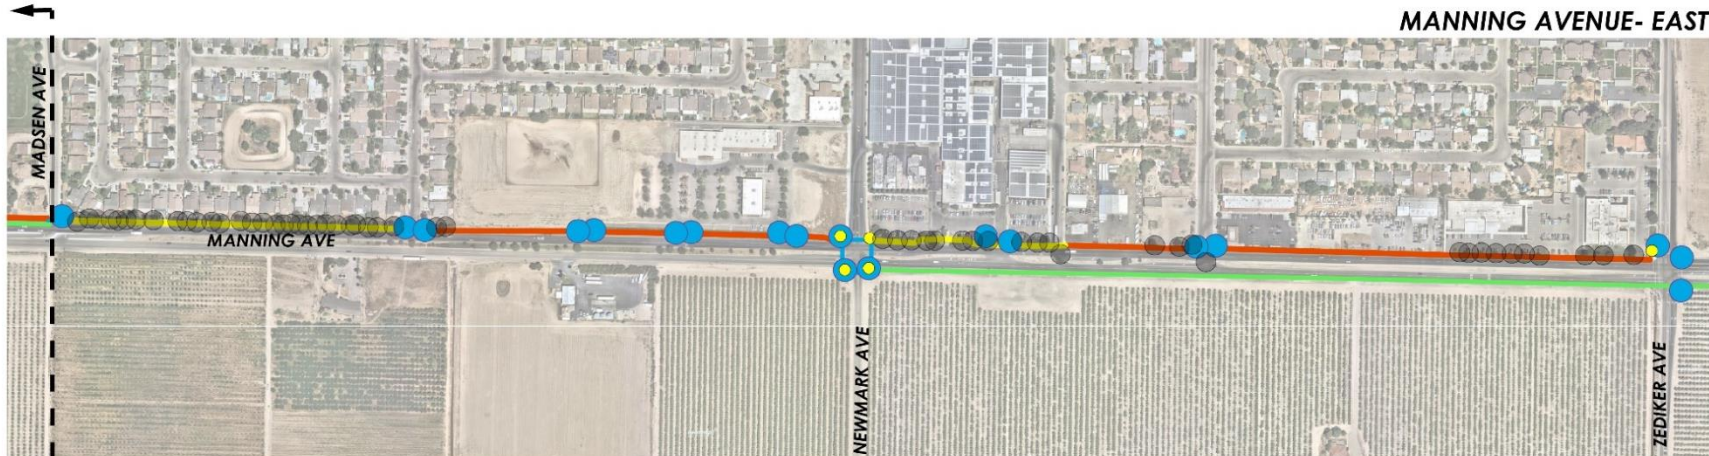 MANNING AVENUE- EAST
MADSEN AVE
MANNING AVE
NEWMARK AVE
ZEDIKER AVE